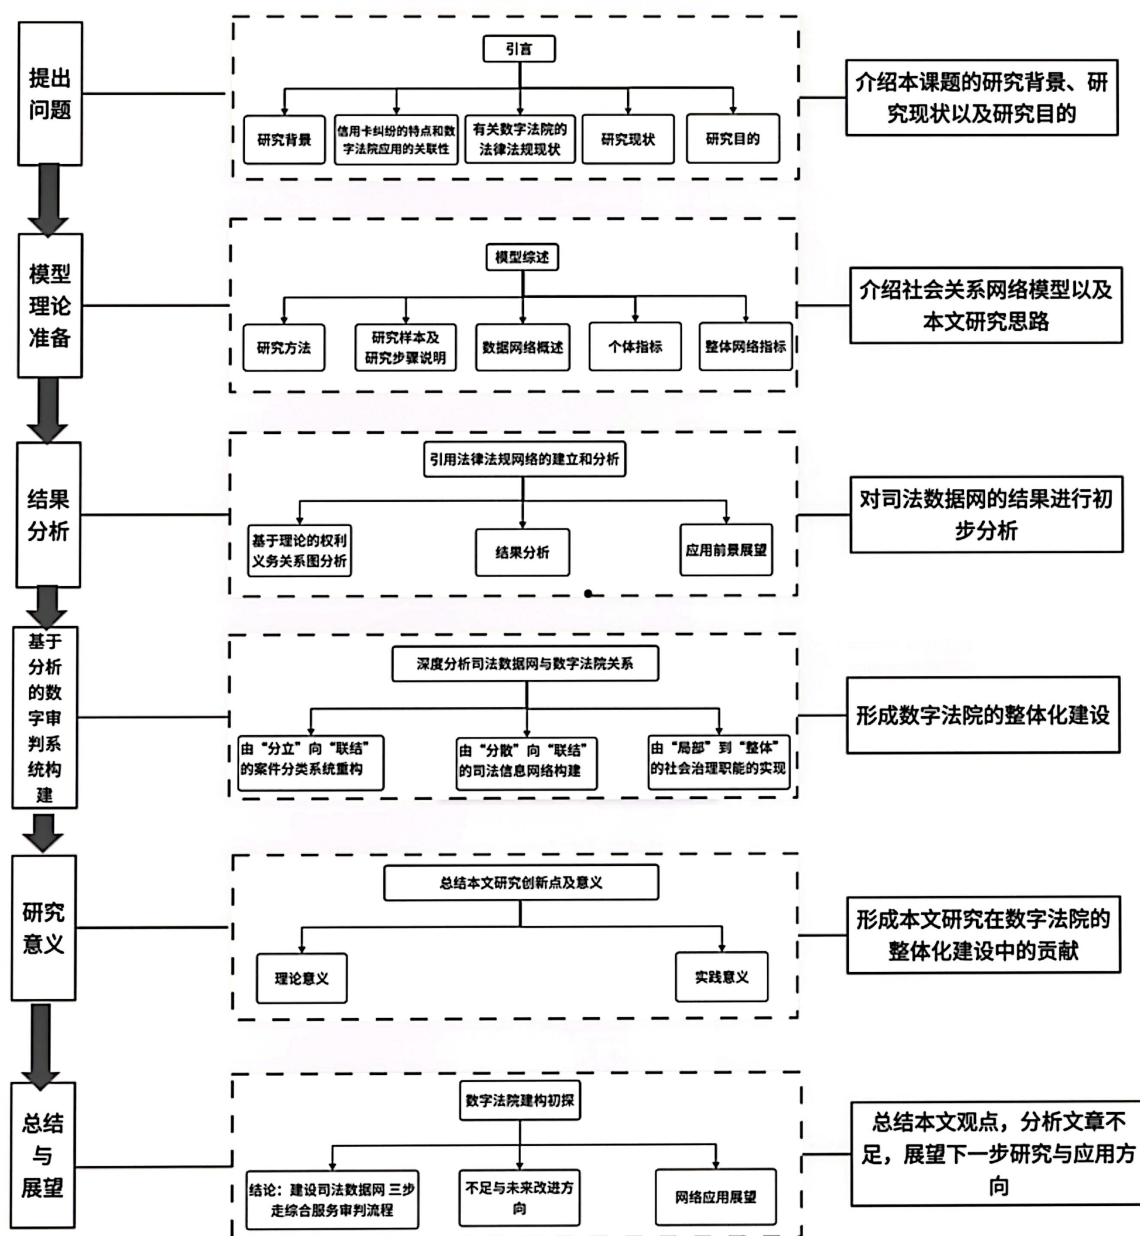 提出
问题
引言
研究背景
信用卡纠纷的特点和数
字法院应用的关联性
有关数字法院的
法律法规现状
研究现状
研究目的
介绍本课题的研究背景、研
究现状以及研究目的
模型
理论
准备
模型综述
研究方法
研究样本及
研究步骤说明
数据网络概述
个体指标
整体网络指标
介绍社会关系网络模型以及
本文研究思路
结果
分析
引用法律法规网络的建立和分析
基于理论的权利
义务关系图分析
结果分析
应用前景展望
对司法数据网的结果进行初
步分析
基于
分析
的数
字审
判系
统构
建
深度分析司法数据网与数字法院关系
由“分立”向“联结”
的案件分类系统重构
由“分散”向“联结”
的司法信息网络构建
由“局部”到“整体”
的社会治理职能的实现
形成数字法院的整体化建设
研究
意义
总结本文研究创新点及意义
理论意义
实践意义
形成本文研究在数字法院的
整体化建设中的贡献
总结
与
展望
数字法院建构初探
结论：建设司法数据网 三步
走综合服务审判流程
不足与未来改进方
向
网络应用展望
总结本文观点，分析文章不
足，展望下一步研究与应用方
向